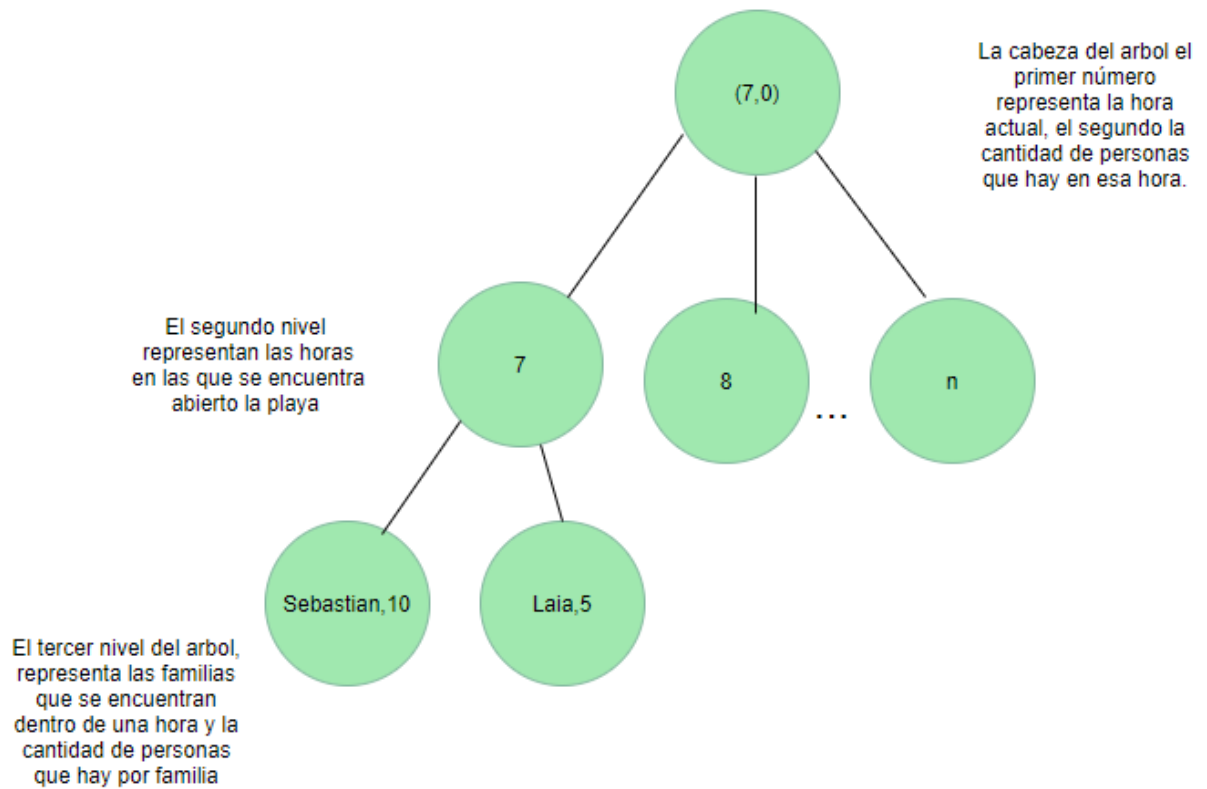 (7,0)
La cabeza del arbol el
primer número
representa la hora
actual, el segundo la
cantidad de personas
que hay en esa hora.
El segundo nivel
representan las horas
en las que se encuentra
abierto la playa
7
8
...
n
Sebastian,10
Laia,5
El tercer nivel del arbol,
representa las familias
que se encuentran
dentro de una hora y la
cantidad de personas
que hay por familia